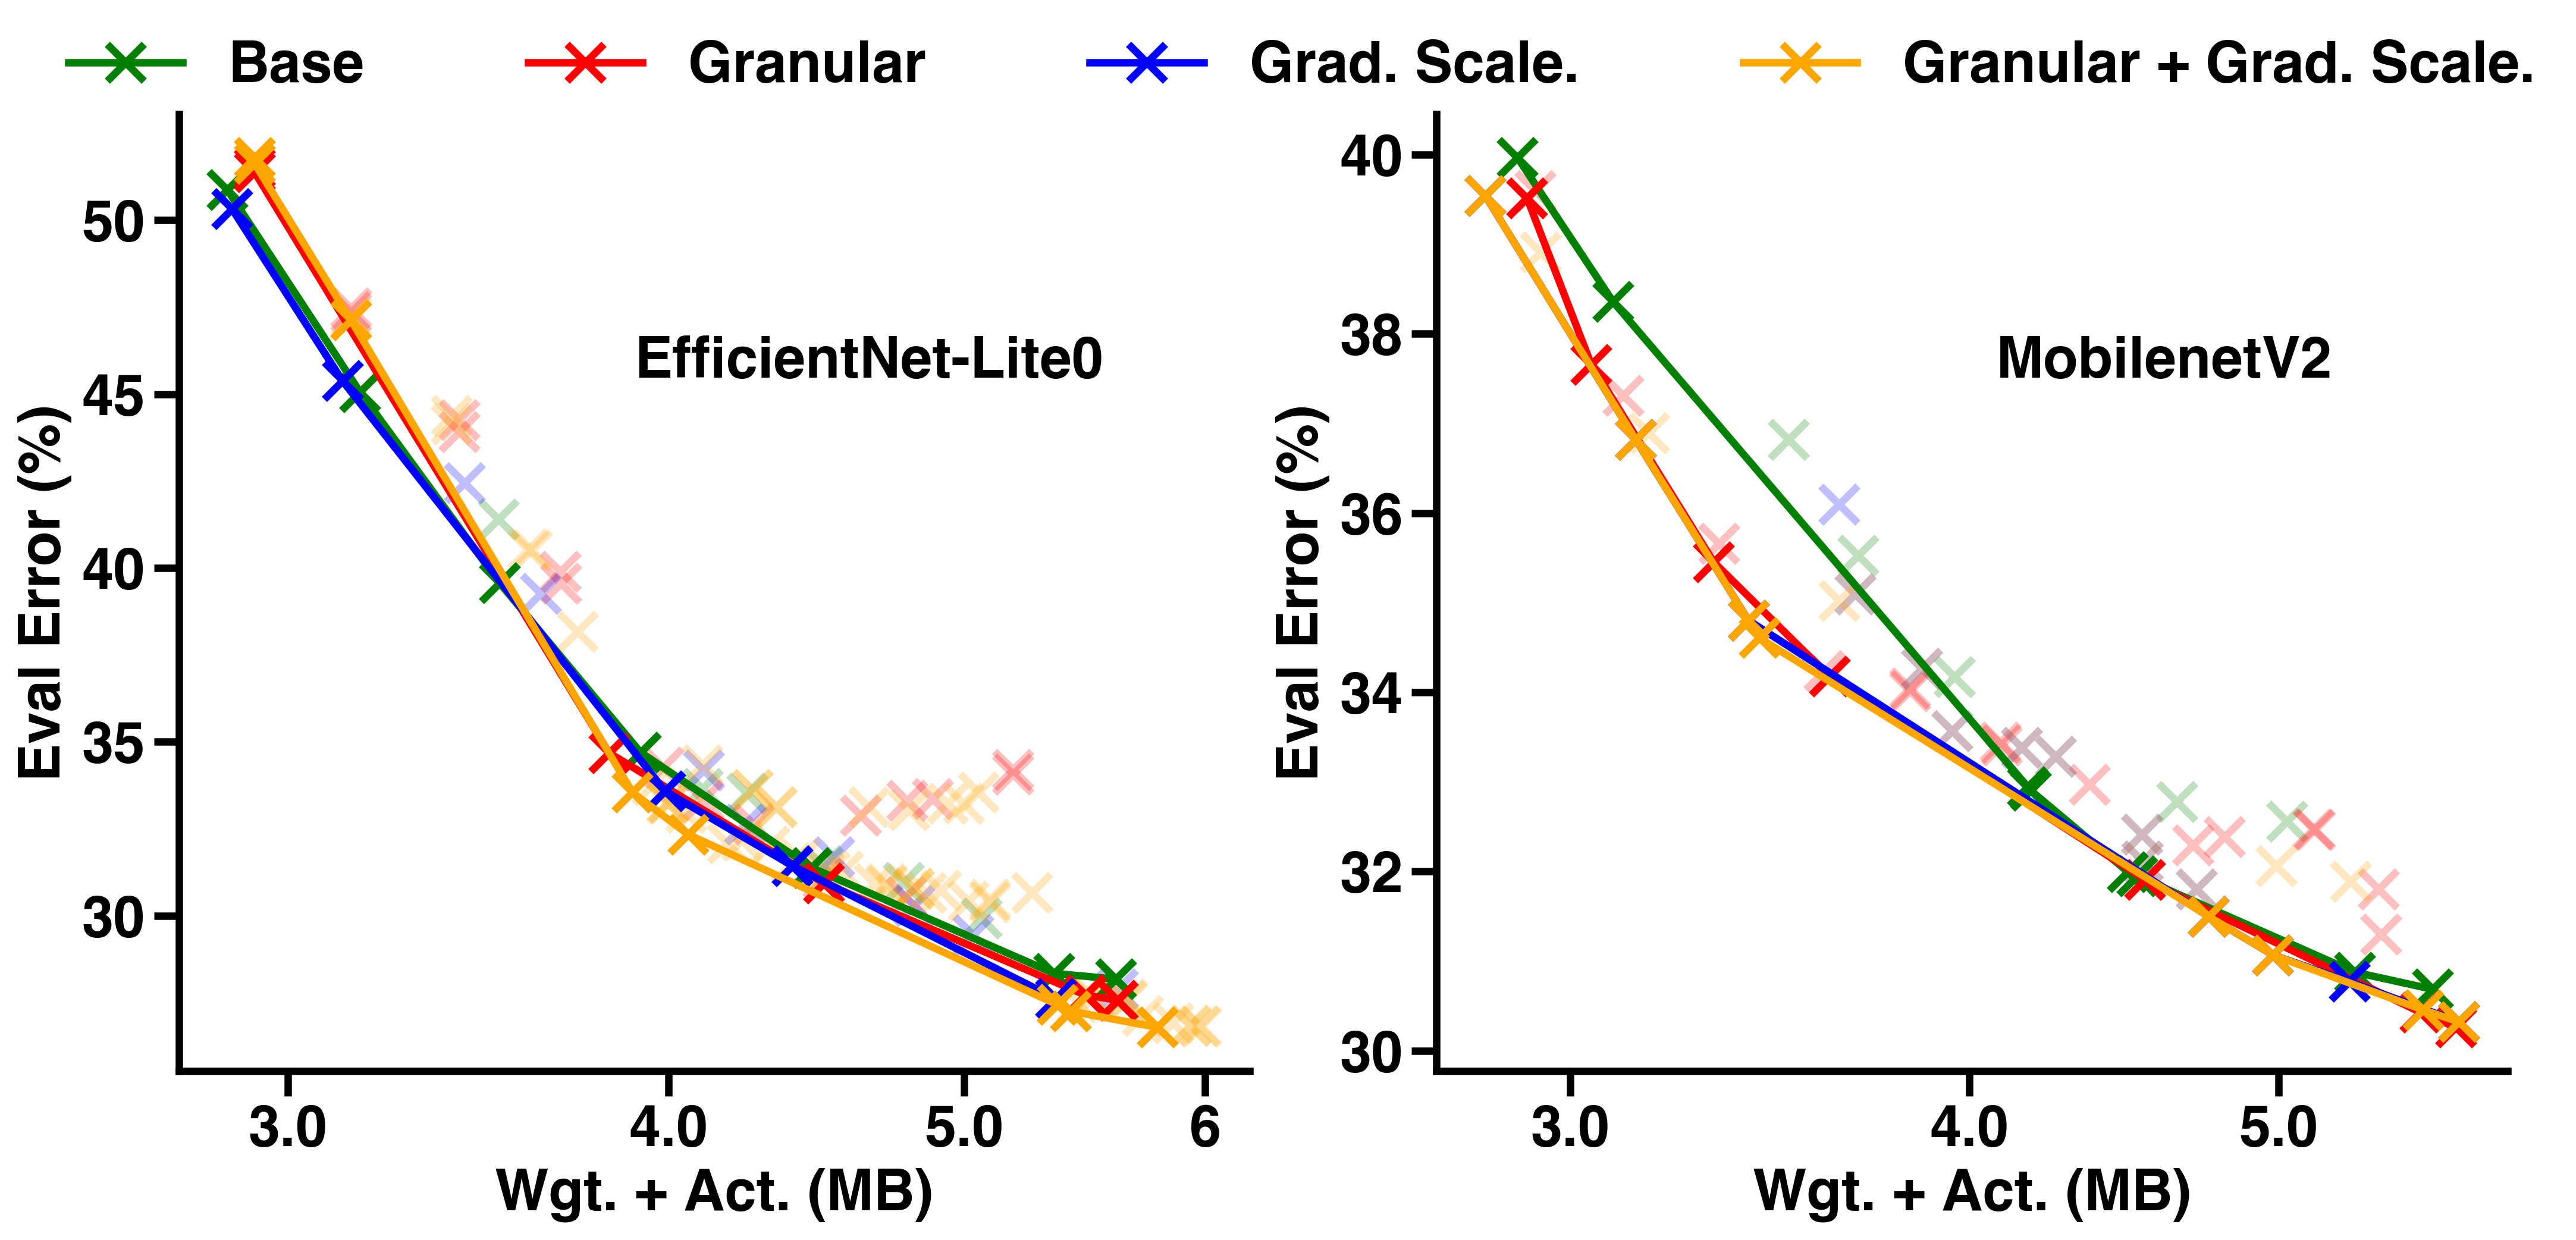 Base Granular Grad. Scale. Granular + Grad. Scale.
EfficientNet-Lite0
Eval Error (%)
50
45
40
35
30
3.0 4.0 5.0 6
Wgt. + Act. (MB)
MobilenetV2
Eval Error (%)
40
38
36
34
32
30
3.0 4.0 5.0
Wgt. + Act. (MB)